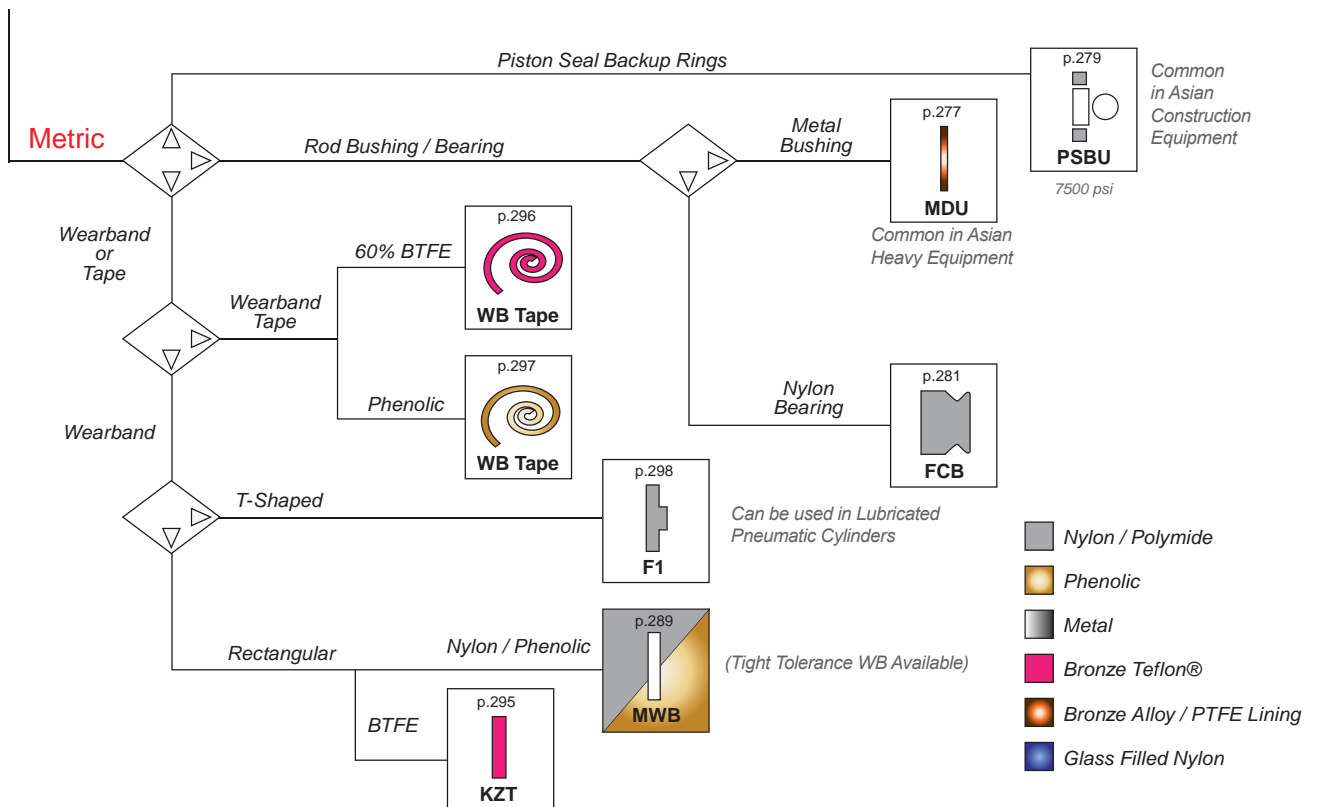 Piston Seal Backup Rings
p.279
PSBU
7500 psi
Common
in Asian
Construction
Equipment
Metric
Rod Bushing / Bearing
Metal
Bushing
p.277
MDU
Common in Asian
Heavy Equipment
Wearband
or
Tape
60% BTFE
p.296
WB Tape
Wearband
Tape
Phenolic
p.297
WB Tape
Nylon
Bearing
p.281
FCB
Wearband
T-Shaped
p.298
F1
Can be used in Lubricated
Pneumatic Cylinders
Rectangular
Nylon / Phenolic
p.289
MWB
(Tight Tolerance WB Available)
BTFE
p.295
KZT
Nylon / Polymide
Phenolic
Metal
Bronze Teflon®
Bronze Alloy / PTFE Lining
Glass Filled Nylon